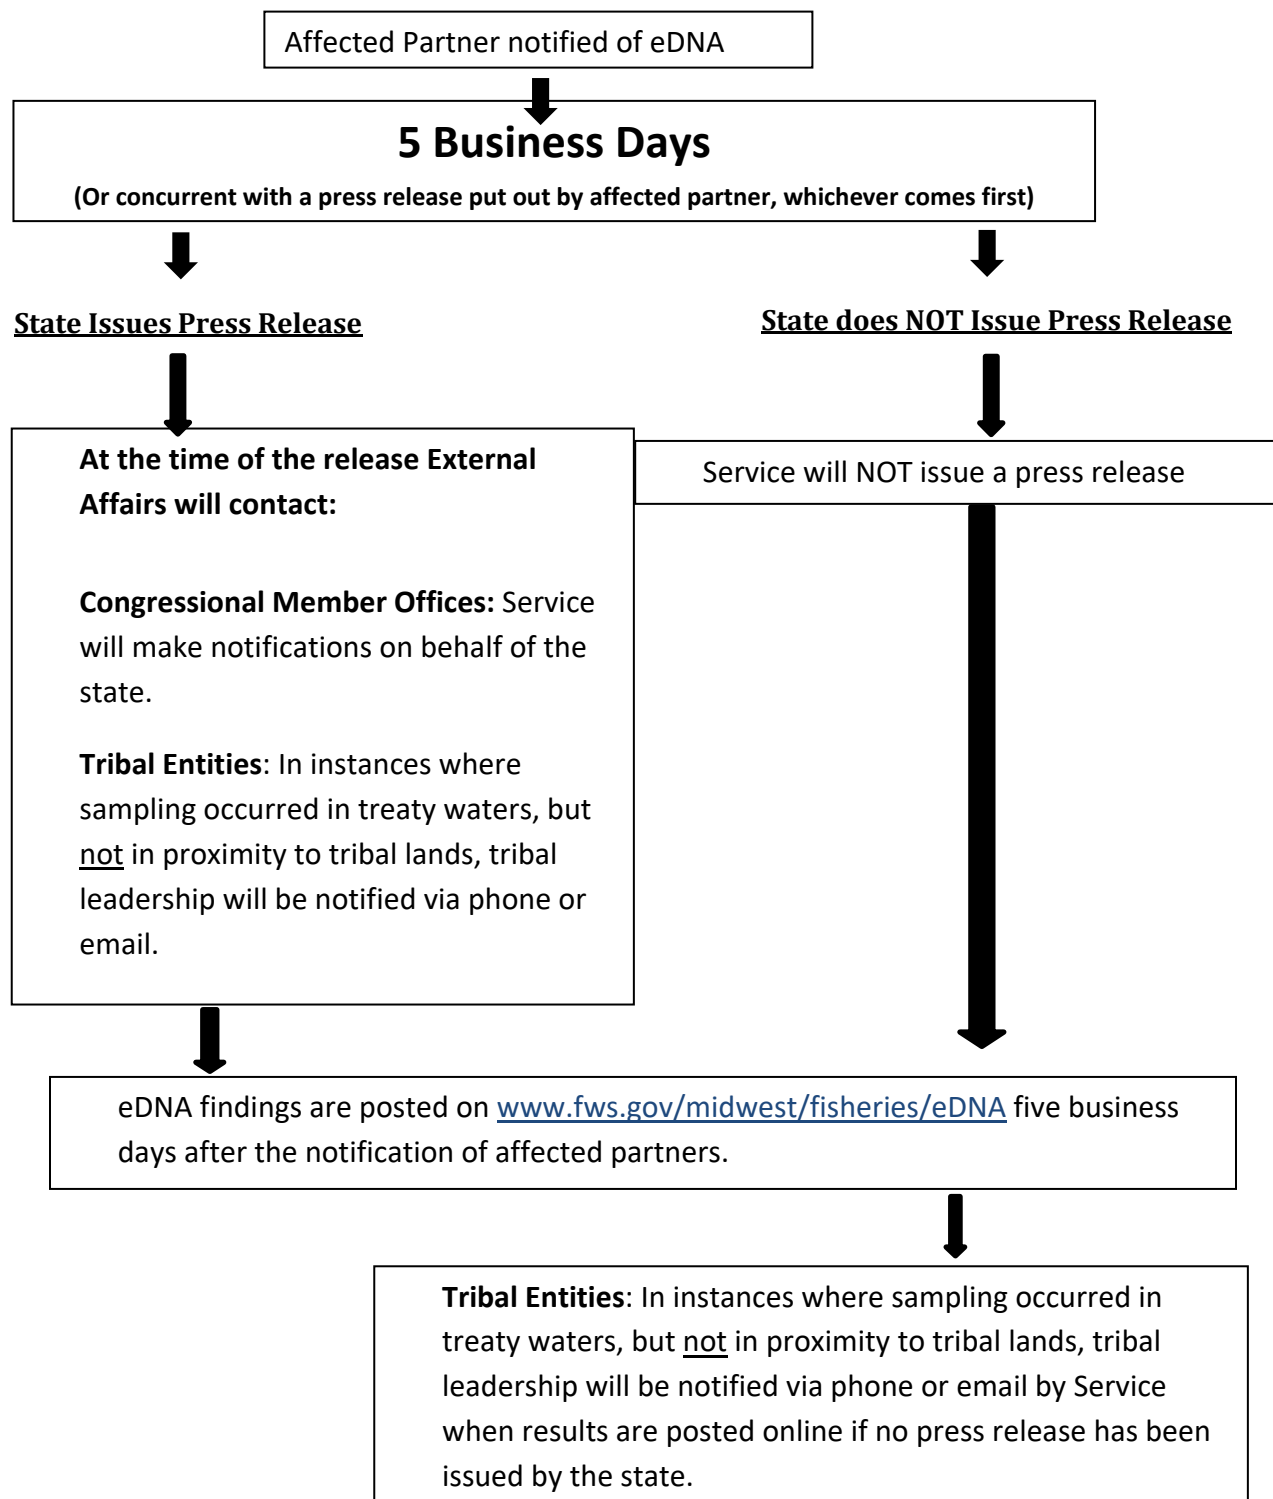 Affected Partner notified of eDNA
5 Business Days
(Or concurrent with a press release put out by affected partner, whichever comes first)
State Issues Press Release
State does NOT Issue Press Release
At the time of the release External
Affairs will contact:
Congressional Member Offices: Service
will make notifications on behalf of the
state.
Tribal Entities: In instances where
sampling occurred in treaty waters, but
not in proximity to tribal lands, tribal
leadership will be notified via phone or
email.
Service will NOT issue a press release
eDNA findings are posted on www.fws.gov/midwest/fisheries/eDNA five business
days after the notification of affected partners.
Tribal Entities: In instances where sampling occurred in
treaty waters, but not in proximity to tribal lands, tribal
leadership will be notified via phone or email by Service
when results are posted online if no press release has been
issued by the state.